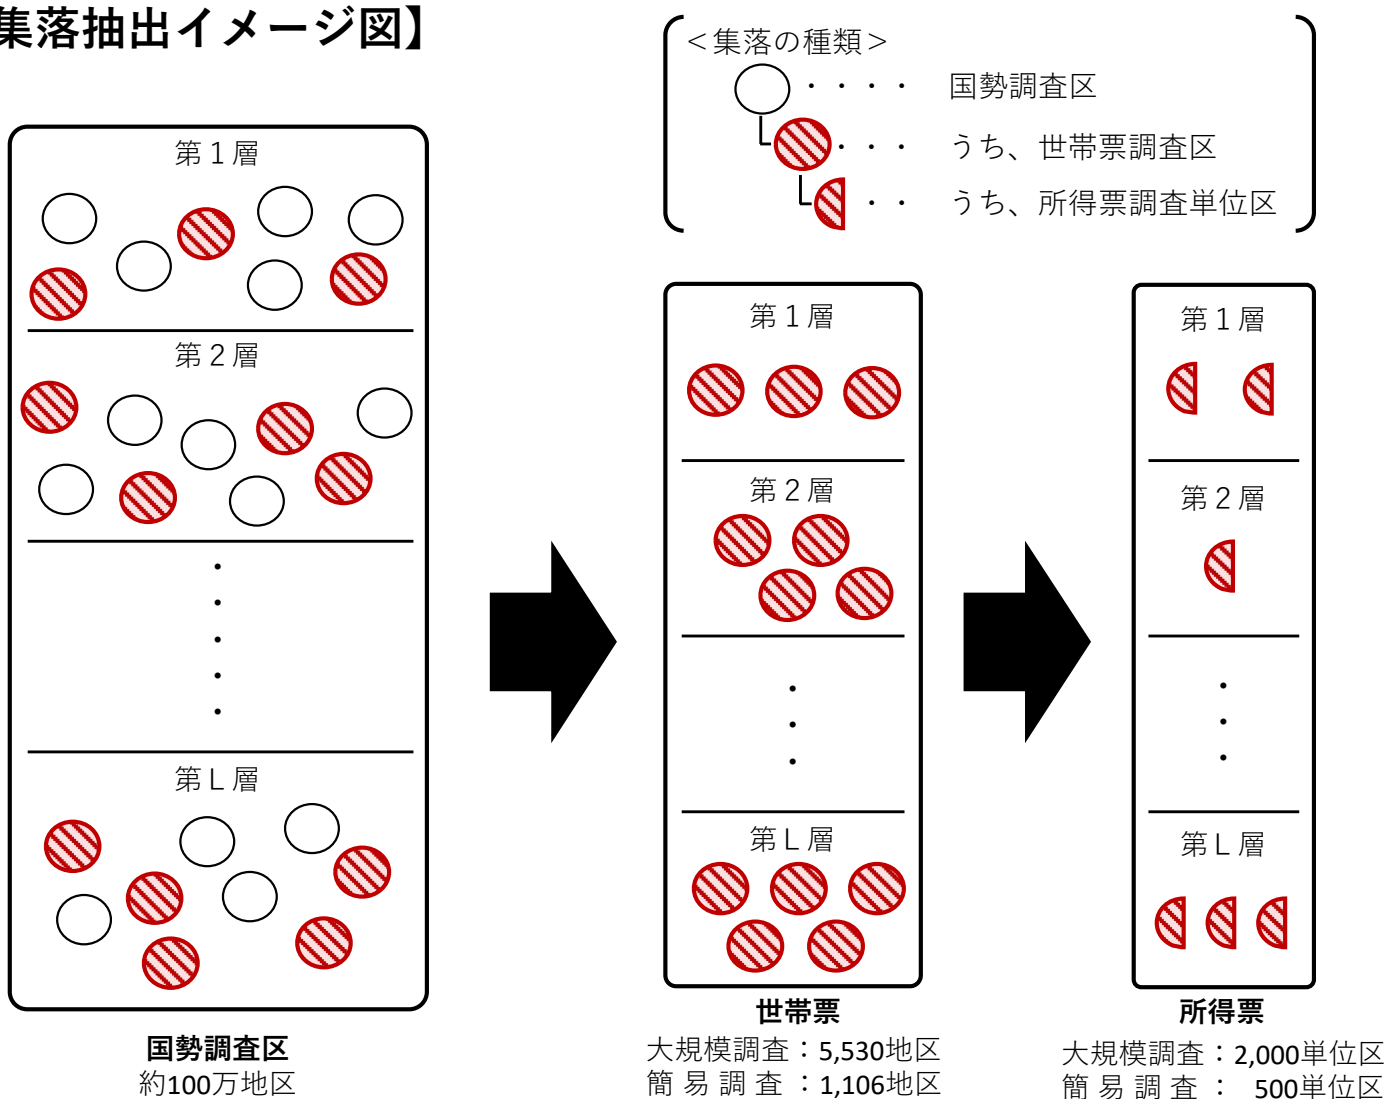 集落抽出イメージ図】
＜集落の種類＞
・・・・ 国勢調査区
・・・ うち、世帯票調査区
・・ うち、所得票調査単位区
第１層
第２層
・
・
・
・
・
第Ｌ層
国勢調査区
約100万地区
第１層
第２層
・
・
・
第Ｌ層
世帯票
大規模調査：5,530地区
簡易調査：1,106地区
第１層
第２層
・
・
・
第Ｌ層
所得票
大規模調査：2,000単位区
簡易調査： 500単位区